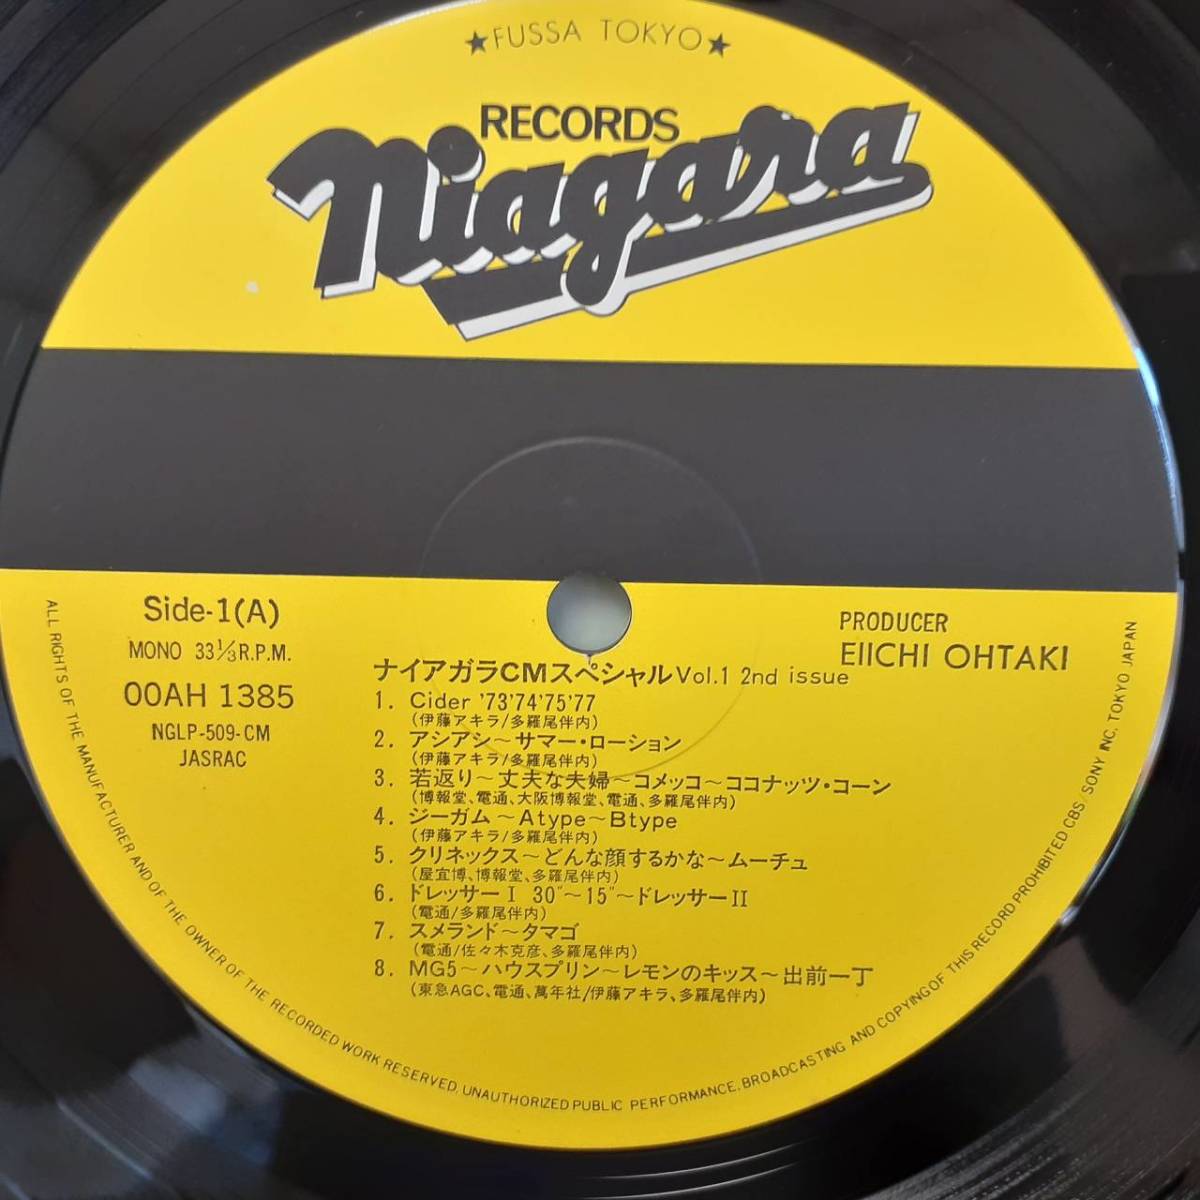 ★FUSSA TOKYO★
RECORDS
Niagara
Side-1(A)
MONO 33⅓R.P.M.
OOAH 1385
NGLP-509-CM
JASRAC
PRODUCER
EIICHI OHTAKI
ナイアガラCMスペシャルVol.1 2nd issue
1. Cider '73'74'75'77
(伊藤アキラ/多羅尾伴内)
2. アシアシ〜サマー・ローション
(伊藤アキラ/多羅尾伴内)
3. 若返り〜丈夫な夫婦〜コメッコ〜ココナッツ・コーン
(博報堂、電通、大阪博報堂、電通、多羅尾伴内)
4. ジーガム〜Atype〜Btype
(伊藤アキラ/多羅尾伴内)
5. クリネックス〜どんな顔するかな〜ムーチュ
(屋宜博、博報堂、多羅尾伴内)
6. ドレッサーI 30″〜15″〜ドレッサーII
(電通/多羅尾伴内)
7. スメランド〜タマゴ
(電通/佐々木克彦、多羅尾伴内)
8. MG5〜ハウスプリン〜レモンのキッス〜出前一丁
(東急AGC、電通、萬年社/伊藤アキラ、多羅尾伴内)
ALL RIGHTS OF THE MANUFACTURER AND OF THE OWNER OF THE RECORDED WORK RESERVED. UNAUTHORIZED PUBLIC PERFORMANCE. BROADCASTING AND COPYING OF THIS RECORD PROHIBITED CBS/SONY INC. TOKYO JAPAN